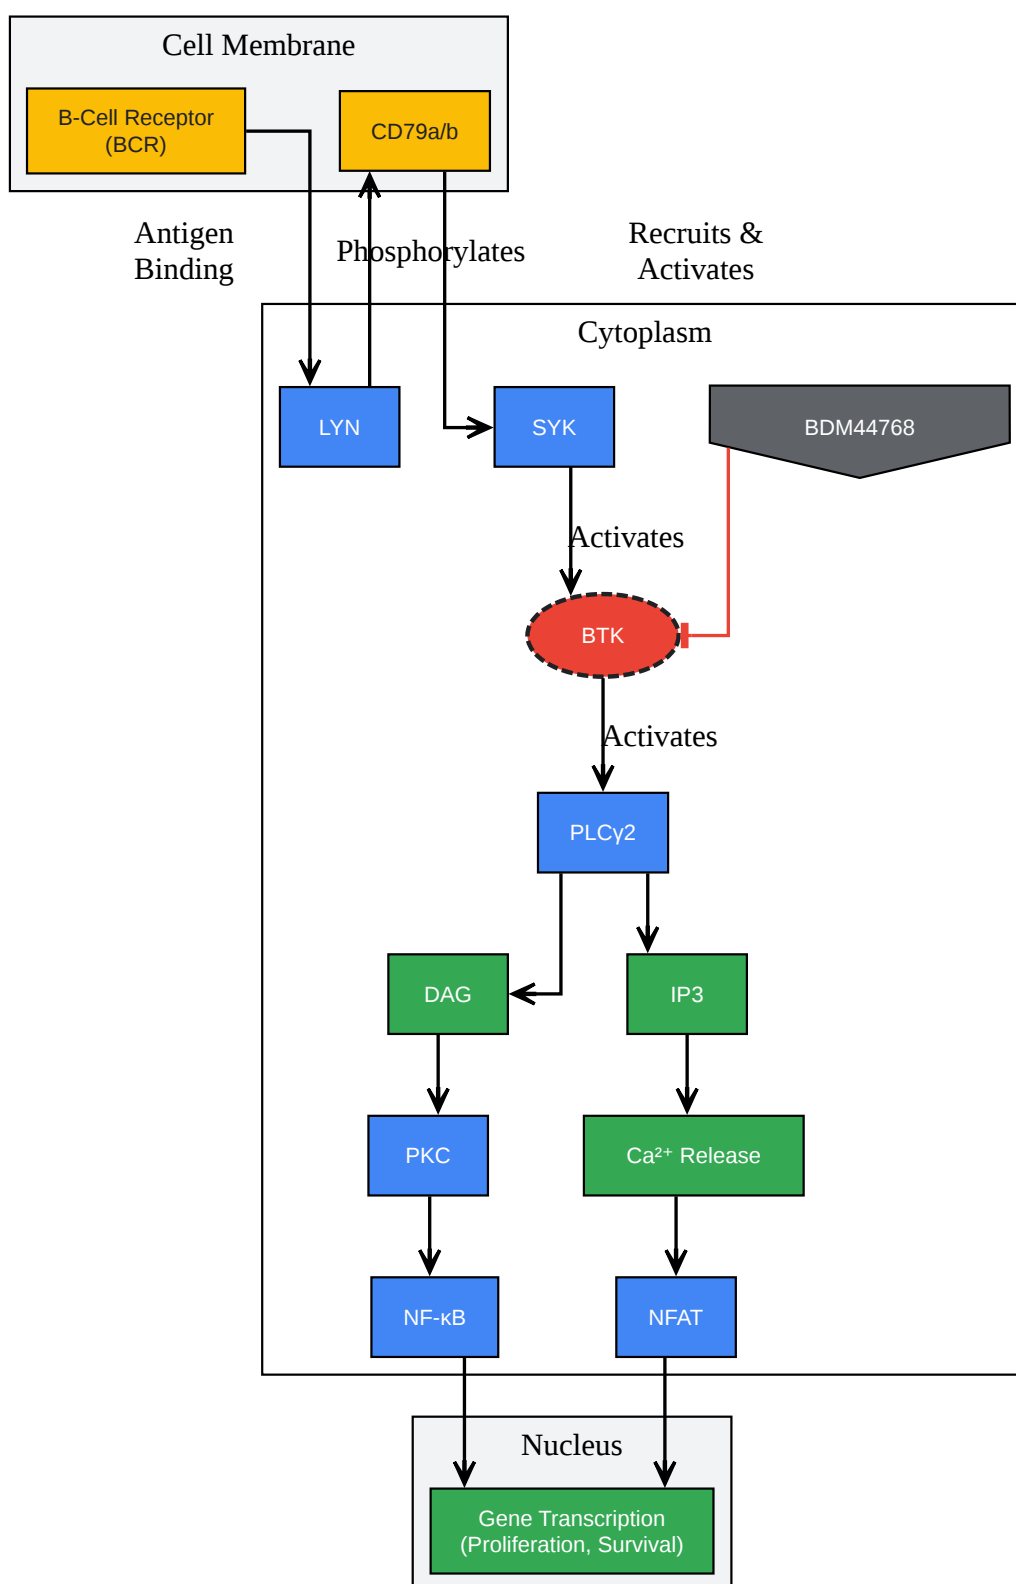 Cell Membrane
B-Cell Receptor
(BCR)
CD79a/b
Antigen
Binding
Phosphorylates
Recruits &
Activates
Cytoplasm
LYN
SYK
BDM44768
Activates
BTK
Activates
PLCγ2
DAG
IP3
PKC
Ca²⁺ Release
NF-κB
NFAT
Nucleus
Gene Transcription
(Proliferation, Survival)